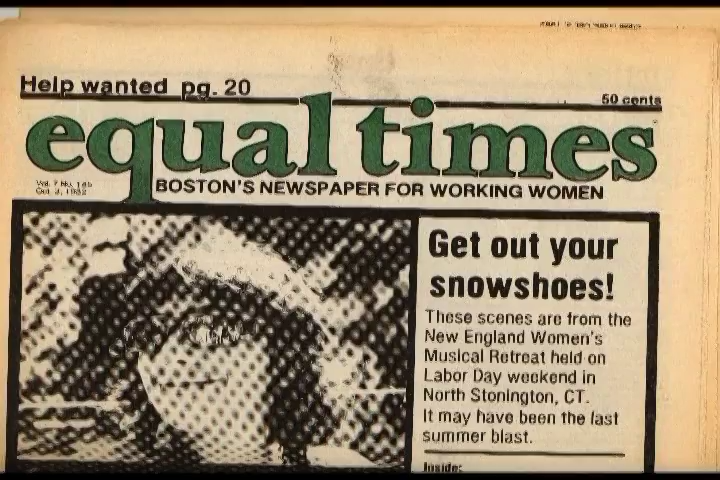 Help wanted pg. 20
50 cents
equal times
BOSTON'S NEWSPAPER FOR WORKING WOMEN
Get out your
snowshoes!
These scenes are from the
New England Women's
Musical Retreat held on
Labor Day weekend in
North Stonington, CT.
It may have been the last
summer blast.
Inside: